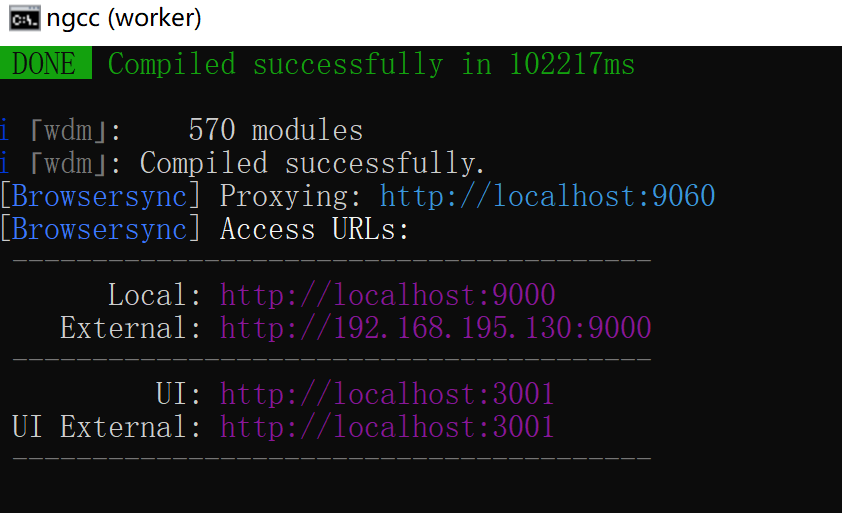 C:\. ngcc (worker)
DONE Compiled successfully in 102217ms
i ｢wdm｣: 570 modules
i ｢wdm｣: Compiled successfully.
[Browsersync] Proxying: http://localhost:9060
[Browsersync] Access URLs:
----------------------------------------
Local: http://localhost:9000
External: http://192.168.195.130:9000
----------------------------------------
UI: http://localhost:3001
UI External: http://localhost:3001
----------------------------------------